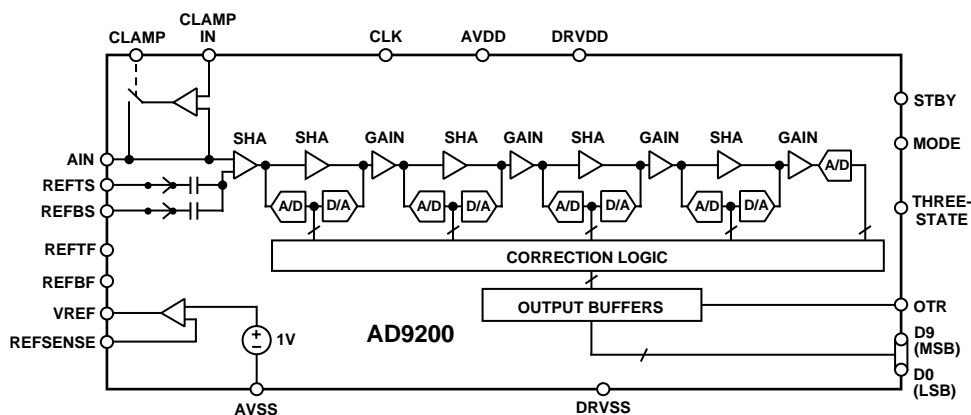 CLAMP
CLAMP
IN
CLK
AVDD
DRVDD
STBY
MODE
THREE-
STATE
AIN
REFTS
REFBS
REFTF
REFBF
VREF
REFSENSE
SHA
SHA
GAIN
SHA
GAIN
SHA
GAIN
SHA
GAIN
A/D
A/D
D/A
A/D
D/A
A/D
D/A
A/D
D/A
CORRECTION LOGIC
OUTPUT BUFFERS
OTR
1V
AD9200
D9
(MSB)
D0
(LSB)
AVSS
DRVSS